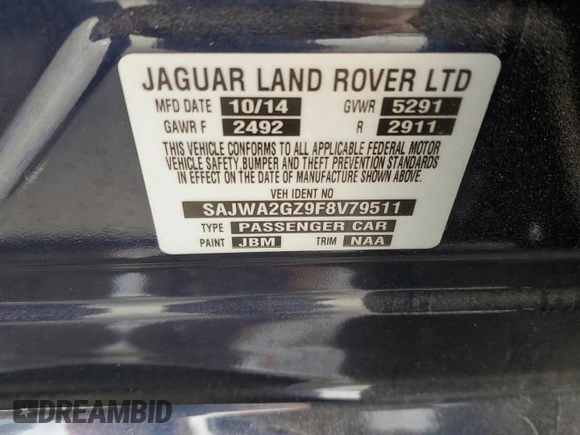 JAGUAR LAND ROVER LTD
MFD DATE 10/14 GVWR 5291
GAWR F 2492 R 2911
THIS VEHICLE CONFORMS TO ALL APPLICABLE FEDERAL MOTOR
VEHICLE SAFETY, BUMPER AND THEFT PREVENTION STANDARDS
IN EFFECT ON THE DATE OF MANUFACTURE SHOWN ABOVE.
VEH IDENT NO
SAJWA2GZ9F8V79511
TYPE PASSENGER CAR
PAINT JBM TRIM NAA
DREAMBID